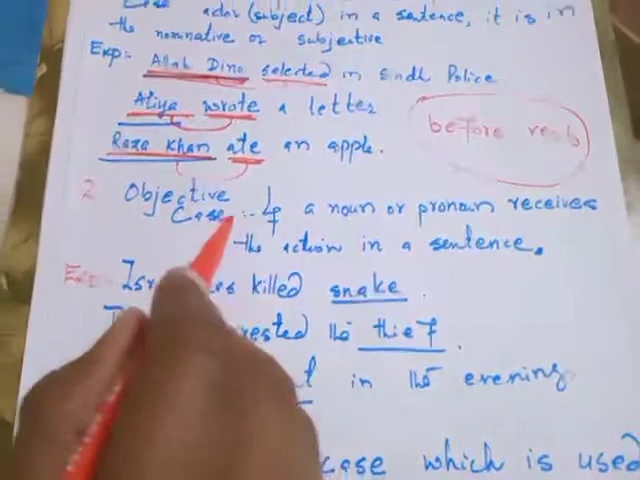 Case actor (subject) in a sentence, it is in
the nominative or subjective
Exp:- Allah Dino selected in Sindh Police
Atiya wrote a letter
Raza Khan ate an apple.
before verb
2 Objective
Case :- If a noun or pronoun receives
the action in a sentence.
killed snake.
the thief.
in the evening
case which is used